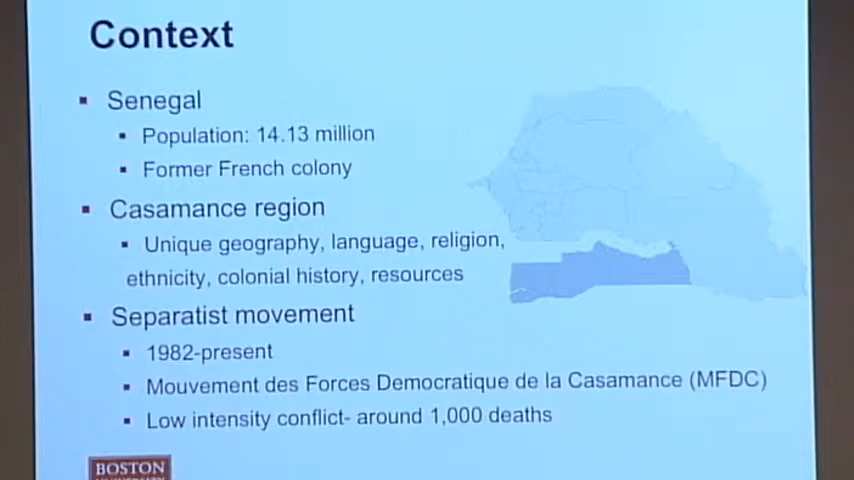 Context
▪ Senegal
▪ Population: 14.13 million
▪ Former French colony
▪ Casamance region
▪ Unique geography, language, religion,
ethnicity, colonial history, resources
▪ Separatist movement
▪ 1982-present
▪ Mouvement des Forces Democratique de la Casamance (MFDC)
▪ Low intensity conflict- around 1,000 deaths
BOSTON